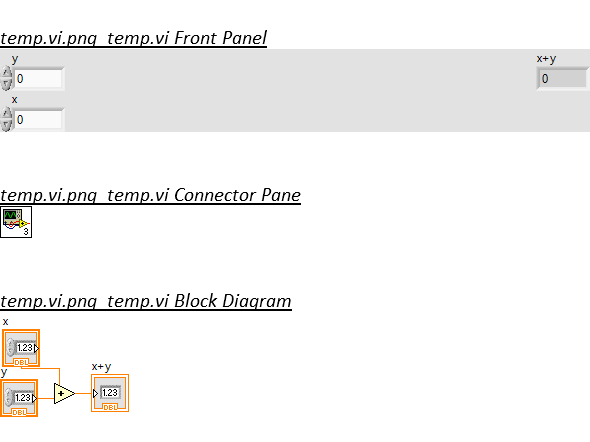 temp.vi.png temp.vi Front Panel
y
x+y
0
0
x
0
temp.vi.png temp.vi Connector Pane
3
temp.vi.png temp.vi Block Diagram
x
1.23
DBL
y
x+y
1.23
+
1.23
DBL
DBL